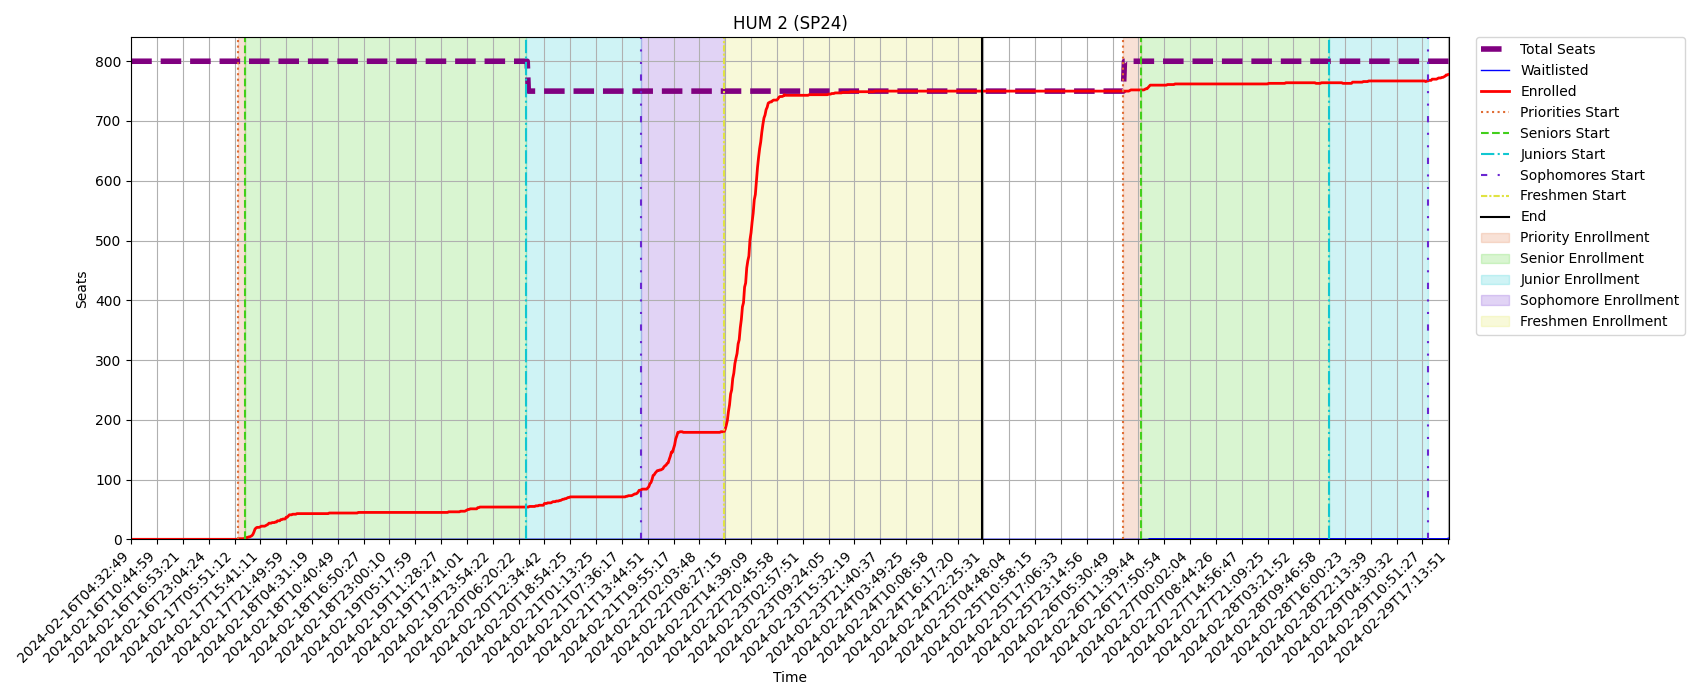 HUM 2 (SP24)
Seats
800
700
600
500
400
300
200
100
0
2024-02-16T04:32:49
2024-02-16T10:44:59
2024-02-16T16:53:21
2024-02-16T23:04:24
2024-02-17T05:51:12
2024-02-17T15:41:11
2024-02-17T21:49:59
2024-02-18T04:31:19
2024-02-18T10:40:49
2024-02-18T16:50:27
2024-02-18T23:00:10
2024-02-19T05:17:59
2024-02-19T11:28:27
2024-02-19T17:41:01
2024-02-19T23:54:22
2024-02-20T06:20:22
2024-02-20T12:34:42
2024-02-20T18:54:25
2024-02-21T01:13:25
2024-02-21T07:36:17
2024-02-21T13:44:51
2024-02-21T19:55:17
2024-02-22T02:03:48
2024-02-22T08:27:15
2024-02-22T14:39:09
2024-02-22T20:45:58
2024-02-23T02:57:51
2024-02-23T09:24:05
2024-02-23T15:32:19
2024-02-23T21:40:37
2024-02-24T03:49:25
2024-02-24T10:08:58
2024-02-24T16:17:20
2024-02-24T22:25:31
2024-02-25T04:48:04
2024-02-25T10:58:15
2024-02-25T17:06:33
2024-02-25T23:14:56
2024-02-26T05:30:49
2024-02-26T11:39:44
2024-02-26T17:50:54
2024-02-27T00:02:04
2024-02-27T08:44:26
2024-02-27T14:56:47
2024-02-27T21:09:25
2024-02-28T03:21:52
2024-02-28T09:46:58
2024-02-28T16:00:23
2024-02-28T22:13:39
2024-02-29T04:30:32
2024-02-29T10:51:27
2024-02-29T17:13:51
Time
Total Seats
Waitlisted
Enrolled
Priorities Start
Seniors Start
Juniors Start
Sophomores Start
Freshmen Start
End
Priority Enrollment
Senior Enrollment
Junior Enrollment
Sophomore Enrollment
Freshmen Enrollment